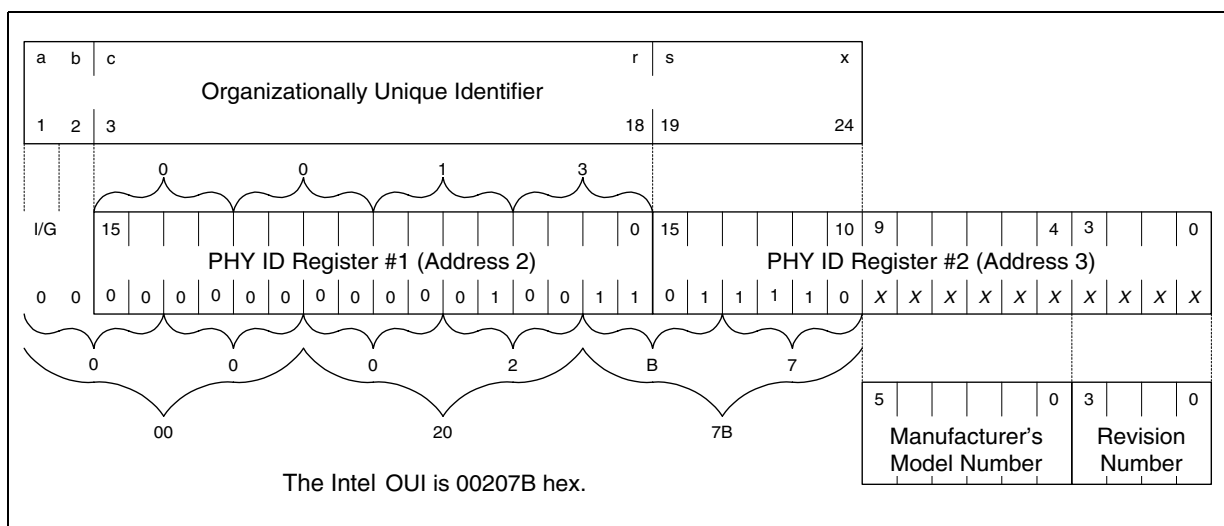 a b c r s x
Organizationally Unique Identifier
1 2 3 18 19 24
0 0 1 3
I/G 15 0 15 10 9 4 3 0
PHY ID Register #1 (Address 2) PHY ID Register #2 (Address 3)
0 0 0 0 0 0 0 0 0 0 0 0 0 1 0 0 1 1 0 1 1 1 1 0 X X X X X X X X X X
0 0 0 2 B 7
5 0 3 0
00 20 7B
Manufacturer's Model Number
Revision Number
The Intel OUI is 00207B hex.